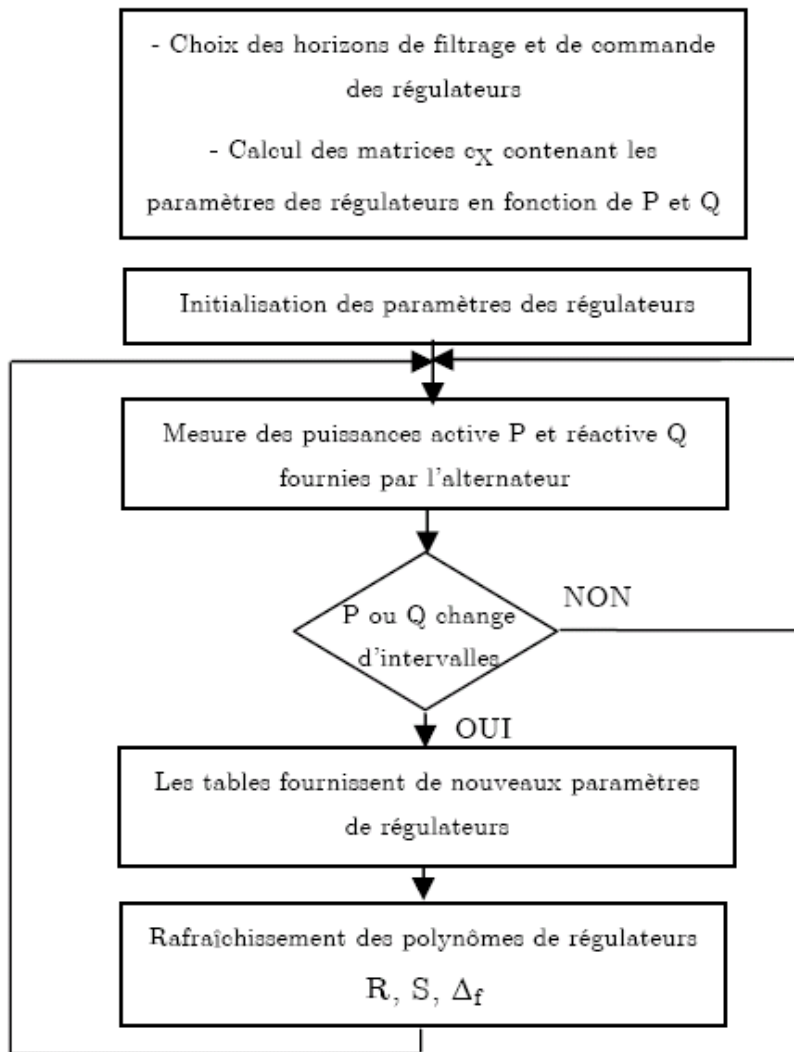 - Choix des horizons de filtrage et de commande
des régulateurs
- Calcul des matrices cX contenant les
paramètres des régulateurs en fonction de P et Q
Initialisation des paramètres des régulateurs
Mesure des puissances active P et réactive Q
fournies par l'alternateur
P ou Q change
d'intervalles
NON
OUI
Les tables fournissent de nouveaux paramètres
de régulateurs
Rafraîchissement des polynômes de régulateurs
R, S, Δf